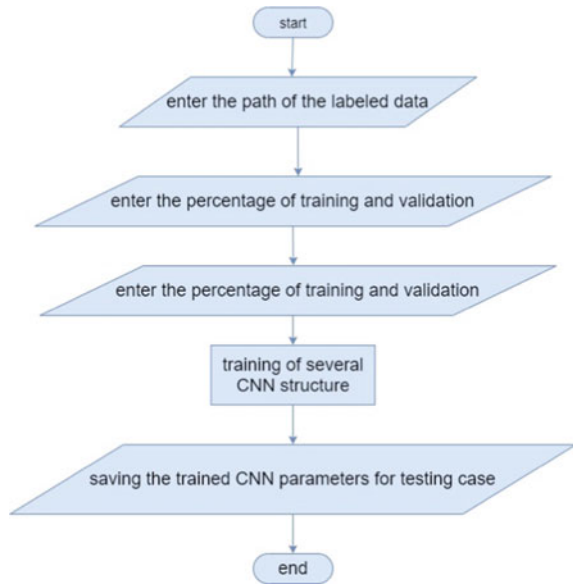 start
enter the path of the labeled data
enter the percentage of training and validation
enter the percentage of training and validation
training of several
CNN structure
saving the trained CNN parameters for testing case
end